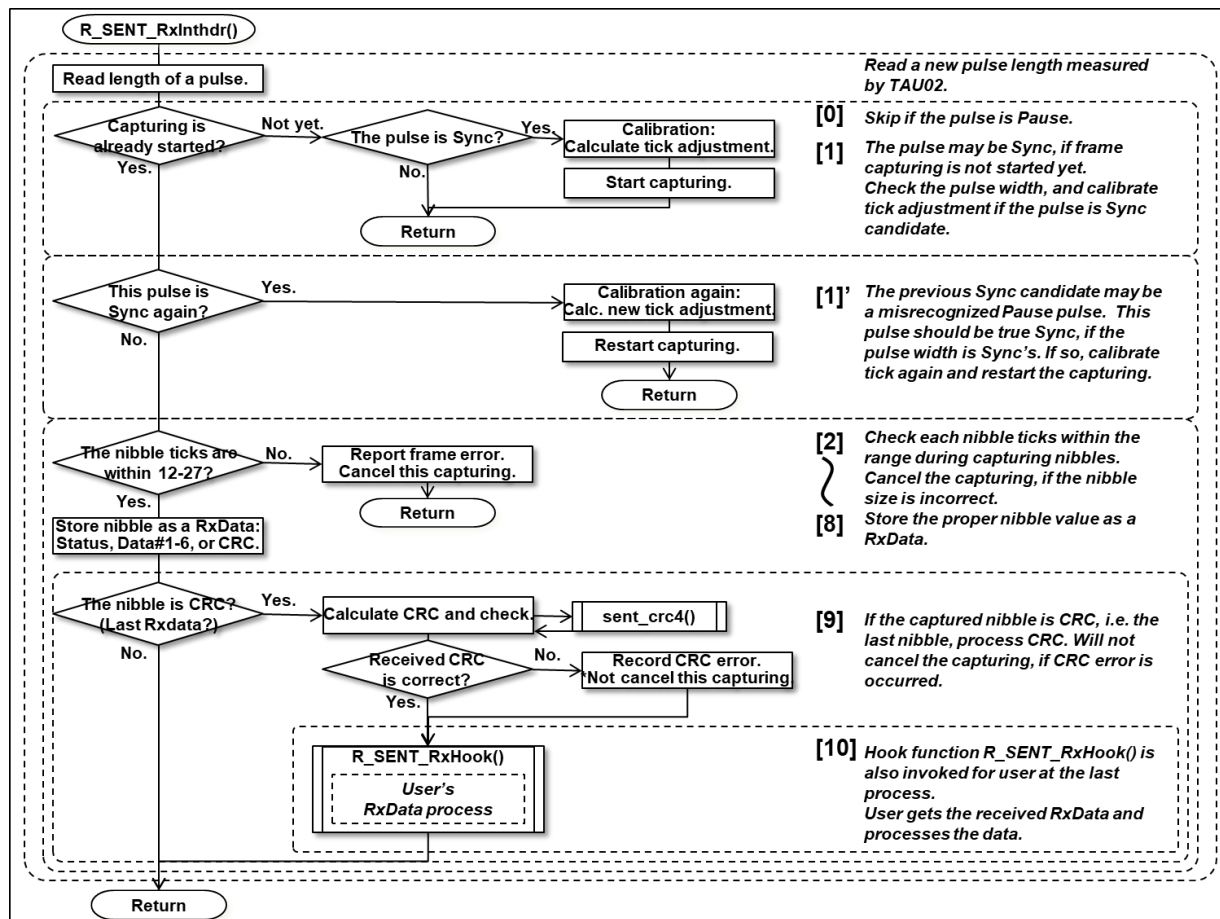 R_SENT_RxInthdr()
Read length of a pulse.
Read a new pulse length measured
by TAU02.
Capturing is
already started?
Not yet.
Yes.
The pulse is Sync?
Yes.
No.
Calibration:
Calculate tick adjustment.
Start capturing.
Return
[0]
Skip if the pulse is Pause.
[1]
The pulse may be Sync, if frame
capturing is not started yet.
Check the pulse width, and calibrate
tick adjustment if the pulse is Sync
candidate.
This pulse is
Sync again?
Yes.
No.
Calibration again:
Calc. new tick adjustment.
Restart capturing.
Return
[1]’
The previous Sync candidate may be
a misrecognized Pause pulse.  This
pulse should be true Sync, if the
pulse width is Sync’s. If so, calibrate
tick again and restart the capturing.
The nibble ticks are
within 12-27?
No.
Yes.
Report frame error.
Cancel this capturing.
Return
[2]
Check each nibble ticks within the
range during capturing nibbles.
Cancel the capturing, if the nibble
size is incorrect.
[8]
Store the proper nibble value as a
RxData.
Store nibble as a RxData:
Status, Data#1-6, or CRC.
The nibble is CRC?
(Last Rxdata?)
Yes.
No.
Calculate CRC and check.
sent_crc4()
Received CRC
is correct?
No.
Yes.
Record CRC error.
*Not cancel this capturing.
[9]
If the captured nibble is CRC, i.e. the
last nibble, process CRC. Will not
cancel the capturing, if CRC error is
occurred.
R_SENT_RxHook()
User’s
RxData process
[10]
Hook function R_SENT_RxHook() is
also invoked for user at the last
process.
User gets the received RxData and
processes the data.
Return